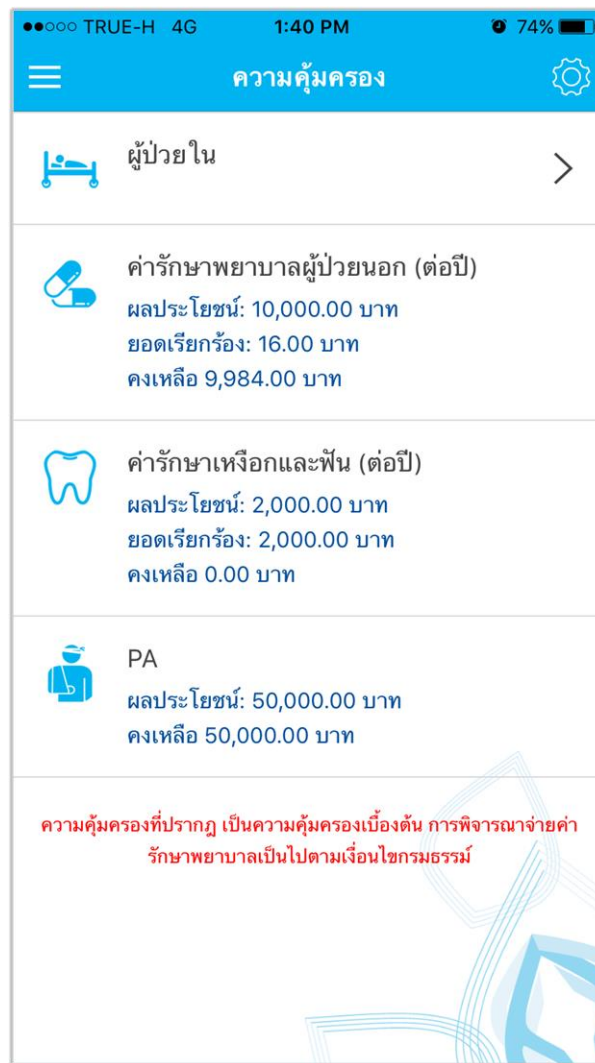 TRUE-H 4G 1:40 PM 74%
ความคุ้มครอง
ผู้ป่วยใน
ค่ารักษาพยาบาลผู้ป่วยนอก (ต่อปี)
ผลประโยชน์: 10,000.00 บาท
ยอดเรียกร้อง: 16.00 บาท
คงเหลือ 9,984.00 บาท
ค่ารักษาเหงือกและฟัน (ต่อปี)
ผลประโยชน์: 2,000.00 บาท
ยอดเรียกร้อง: 2,000.00 บาท
คงเหลือ 0.00 บาท
PA
ผลประโยชน์: 50,000.00 บาท
คงเหลือ 50,000.00 บาท
ความคุ้มครองที่ปรากฎ เป็นความคุ้มครองเบื้องต้น การพิจารณาจ่ายค่า
รักษาพยาบาลเป็นไปตามเงื่อนไขกรมธรรม์